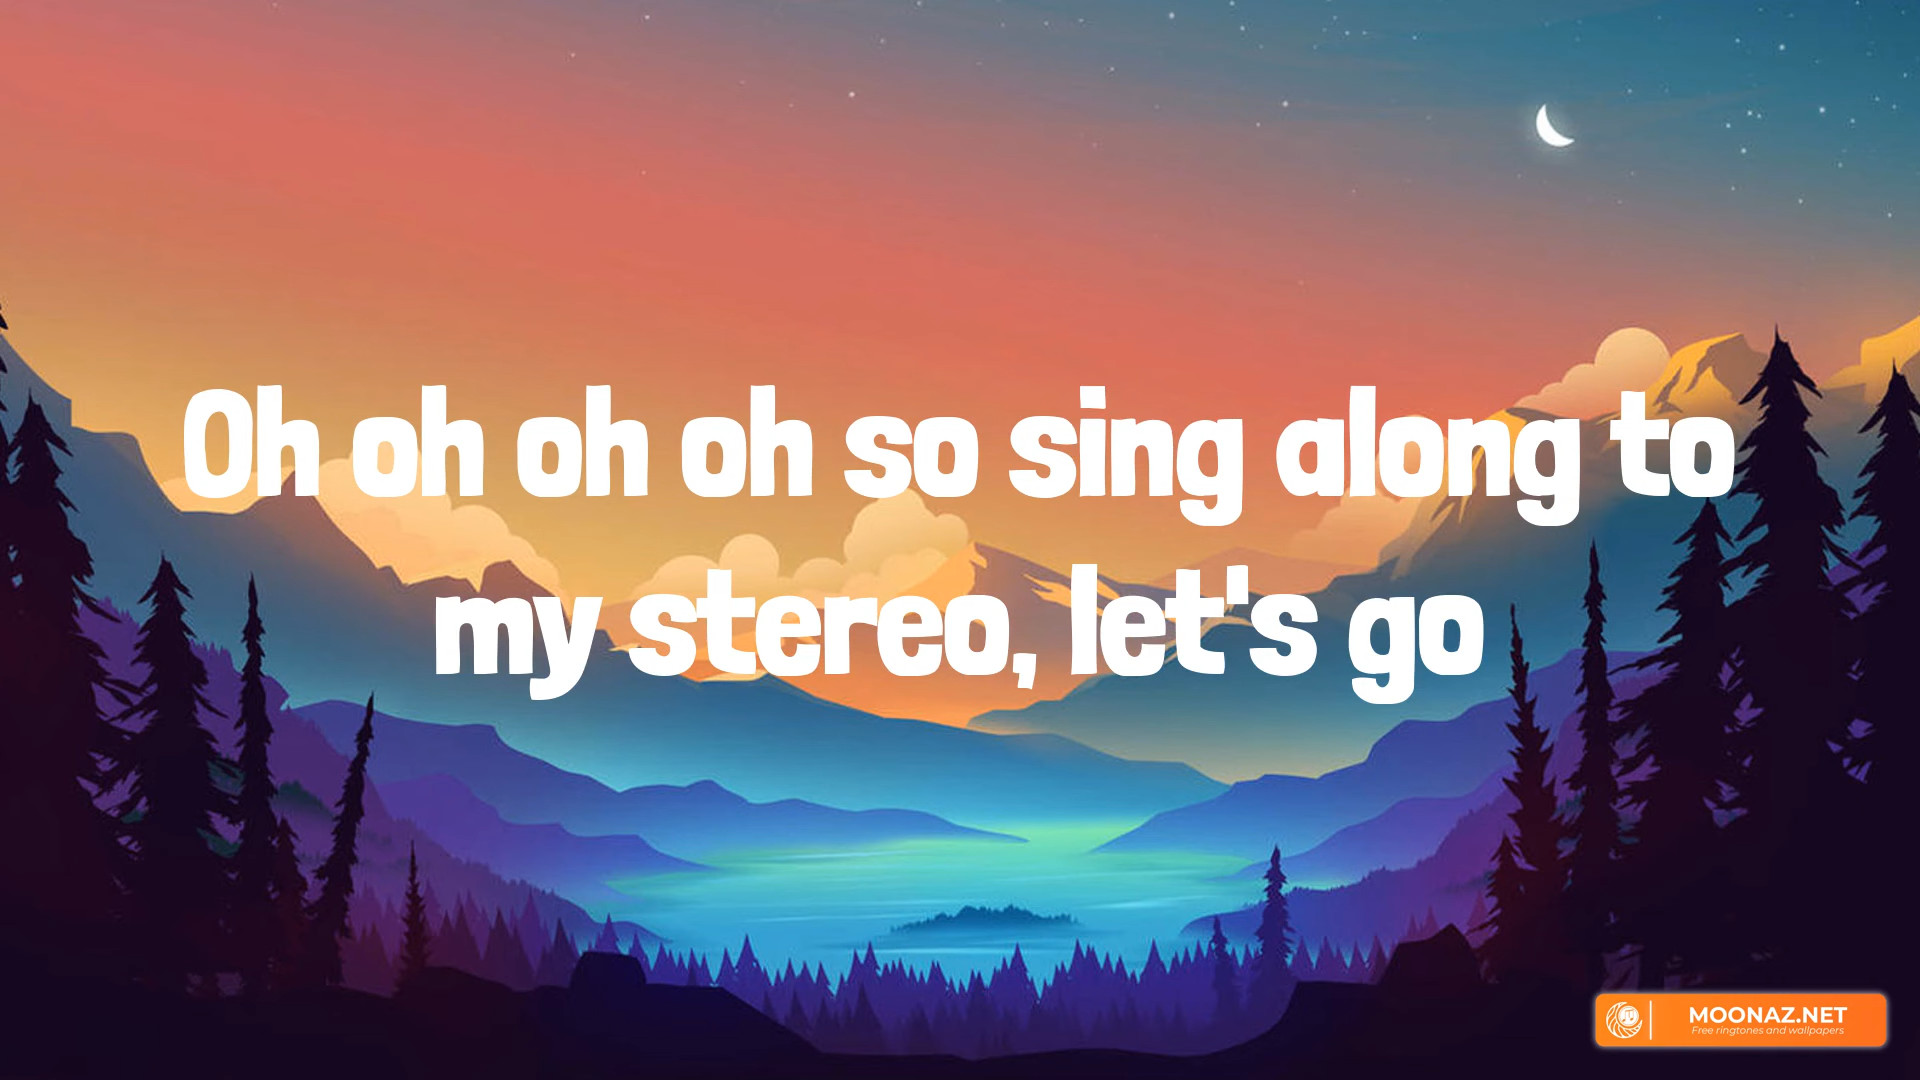 Oh oh oh oh so sing along to
my stereo, let's go
MOONAZ.NET
Free ringtones and wallpapers